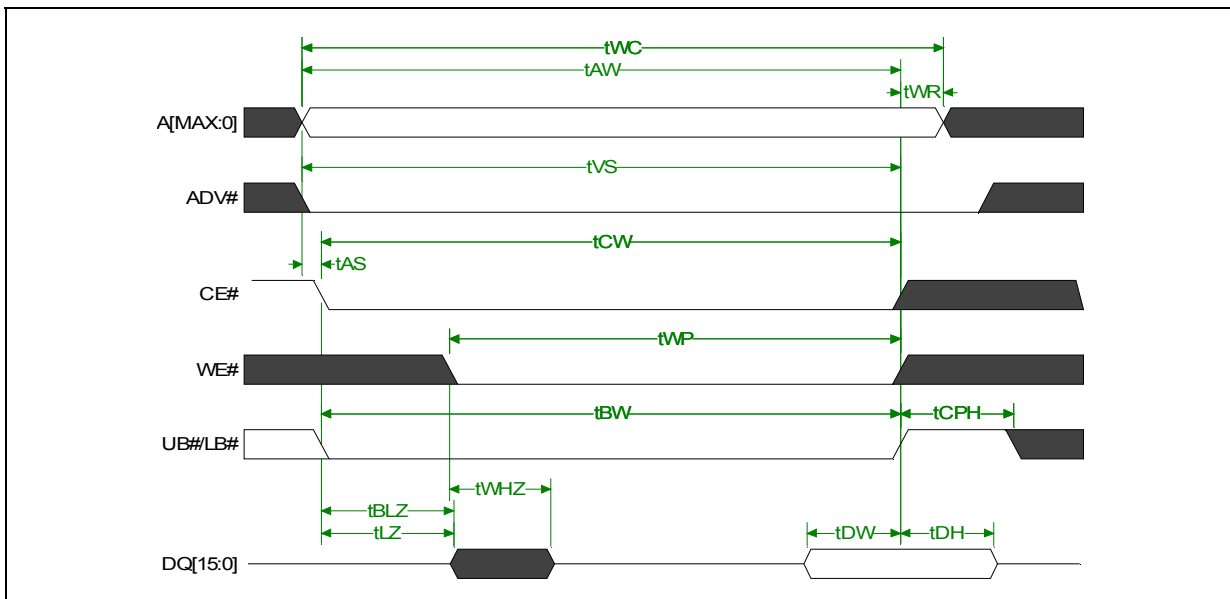 tWC
tAW
tWR
A[MAX:0]
tVS
ADV#
tCW
tAS
CE#
tWP
WE#
tBW
tCPH
UB#/LB#
tWHZ
tBLZ
tLZ
tDW
tDH
DQ[15:0]